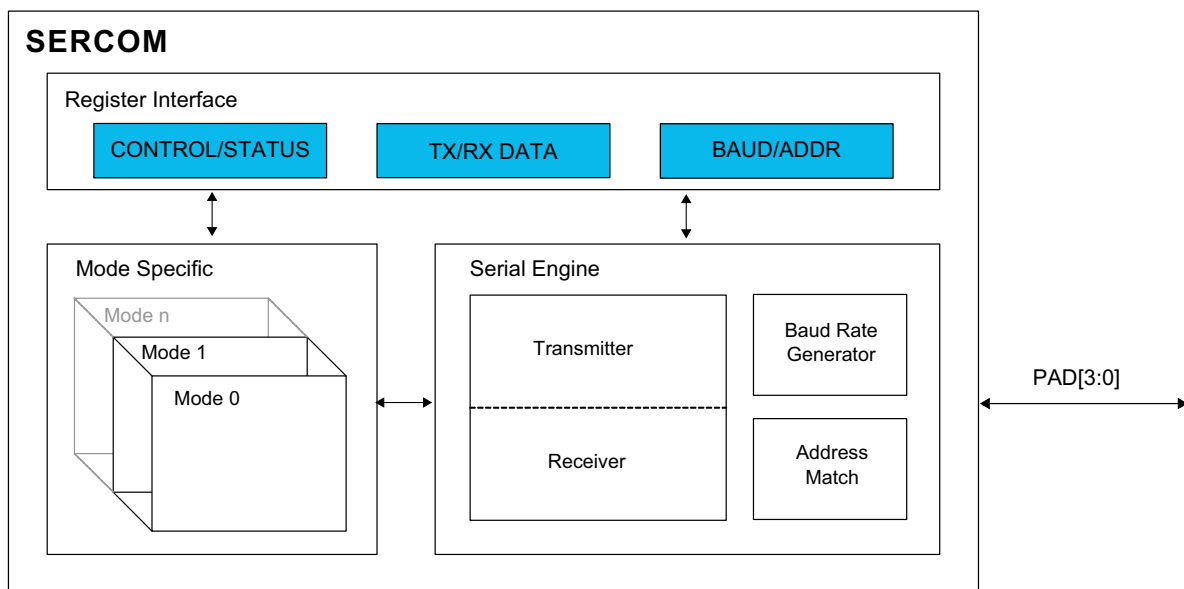 SERCOM
Register Interface
CONTROL/STATUS
TX/RX DATA
BAUD/ADDR
Mode Specific
Mode n
Mode 1
Mode 0
Serial Engine
Transmitter
Receiver
Baud Rate
Generator
Address
Match
PAD[3:0]